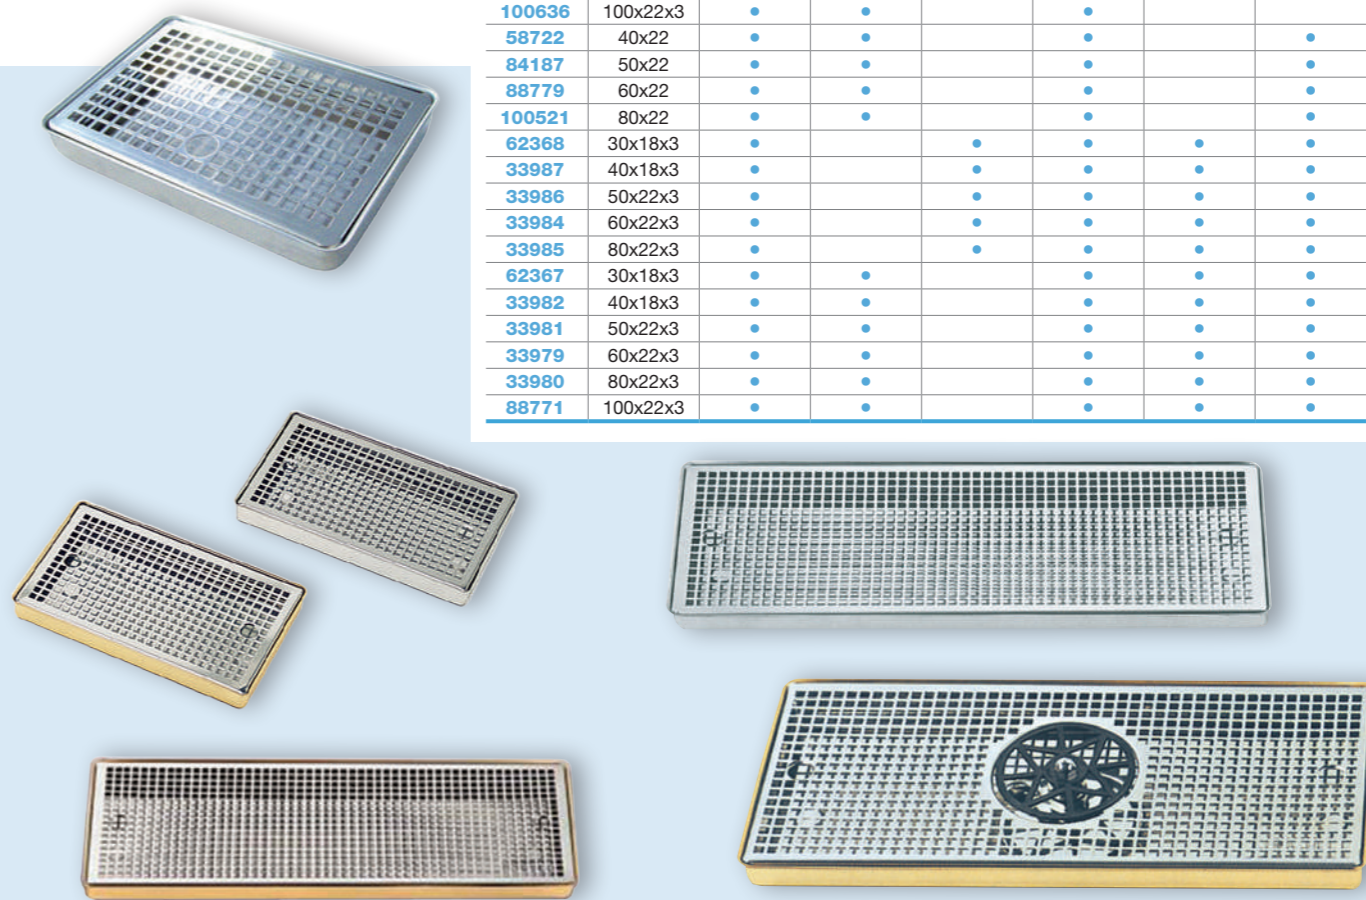 100636 100x22x3 • • •
58722 40x22 • • • •
84187 50x22 • • • •
88779 60x22 • • • •
100521 80x22 • • • •
62368 30x18x3 • • • • •
33987 40x18x3 • • • • •
33986 50x22x3 • • • • •
33984 60x22x3 • • • • •
33985 80x22x3 • • • • •
62367 30x18x3 • • • • •
33982 40x18x3 • • • • •
33981 50x22x3 • • • • •
33979 60x22x3 • • • • •
33980 80x22x3 • • • • •
88771 100x22x3 • • • • •